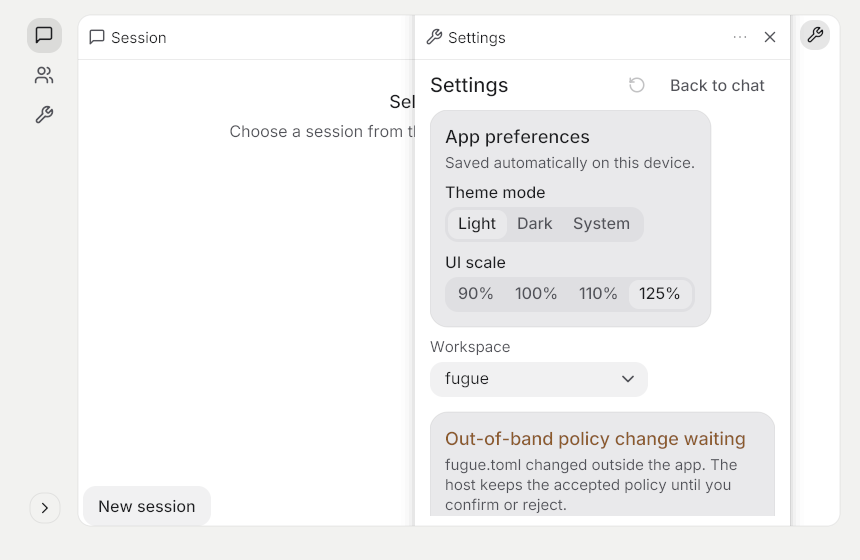 Session
Settings
Settings
Back to chat
Choose a session from
App preferences
Saved automatically on this device.
Theme mode
Light Dark System
UI scale
90% 100% 110% 125%
Workspace
fugue
Out-of-band policy change waiting
fugue.toml changed outside the app. The
host keeps the accepted policy until you
confirm or reject.
New session